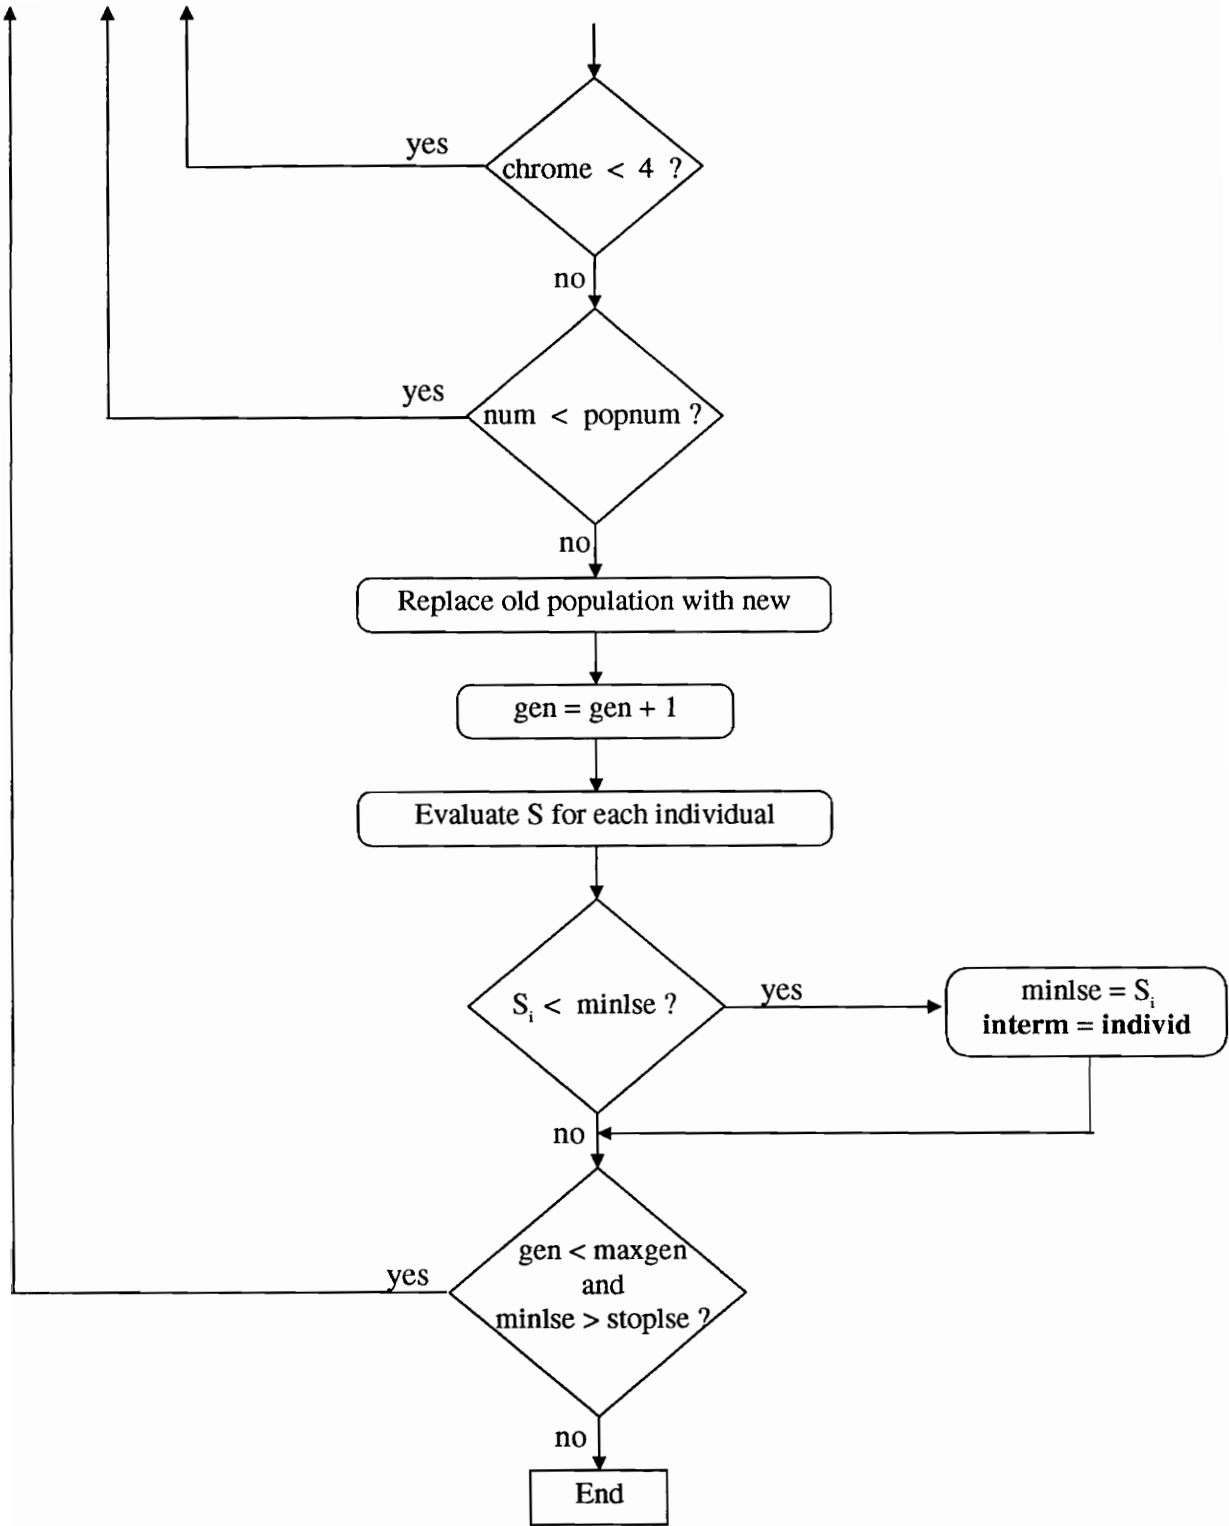 yes
chrome < 4 ?
no
yes
num < popnum ?
no
Replace old population with new
gen = gen + 1
Evaluate S for each individual
S_i < minlse ?
yes
minlse = S_i
interm = individ
no
gen < maxgen
and
minlse > stoplse ?
yes
no
End